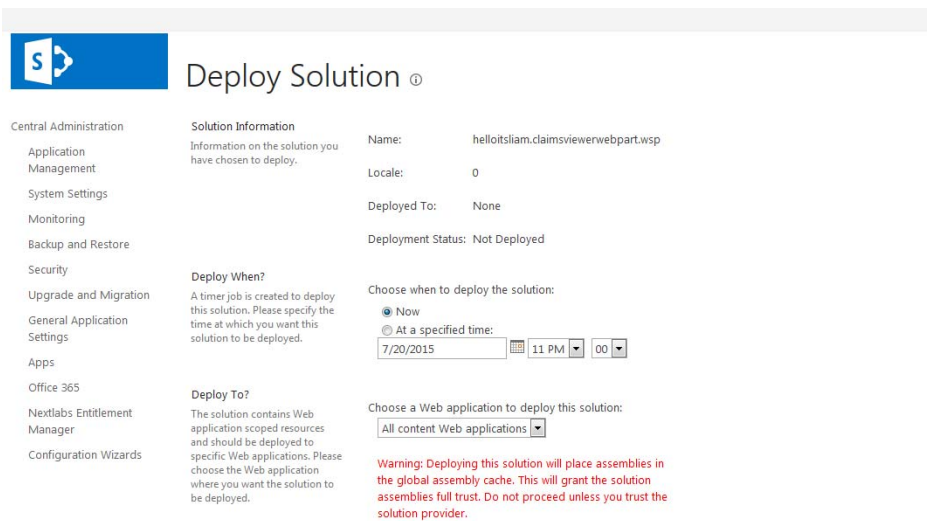 S
Deploy Solution
Central Administration
Application
Management
System Settings
Monitoring
Backup and Restore
Security
Upgrade and Migration
General Application
Settings
Apps
Office 365
Nextlabs Entitlement
Manager
Configuration Wizards
Solution Information
Information on the solution you
have chosen to deploy.
Name: helloitsliam.claimsviewerwebpart.wsp
Locale: 0
Deployed To: None
Deployment Status: Not Deployed
Deploy When?
A timer job is created to deploy
this solution. Please specify the
time at which you want this
solution to be deployed.
Choose when to deploy the solution:
Now
At a specified time:
7/20/2015 11 PM 00
Deploy To?
The solution contains Web
application scoped resources
and should be deployed to
specific Web applications. Please
choose the Web application
where you want the solution to
be deployed.
Choose a Web application to deploy this solution:
All content Web applications
Warning: Deploying this solution will place assemblies in
the global assembly cache. This will grant the solution
assemblies full trust. Do not proceed unless you trust the
solution provider.